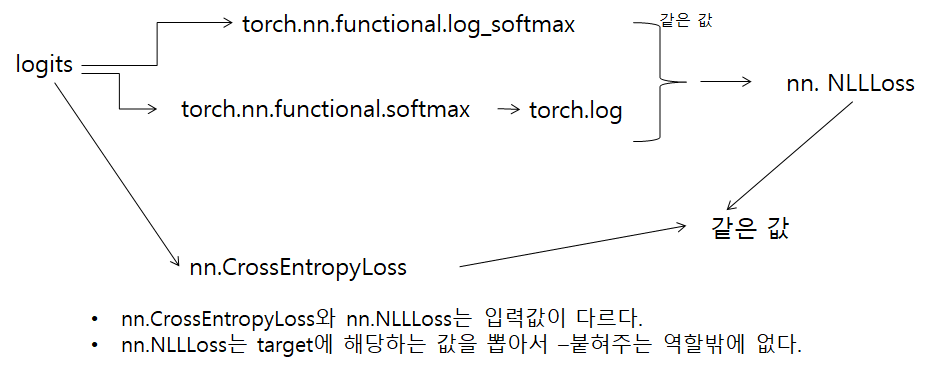 torch.nn.functional.log_softmax
같은 값
logits
nn. NLLLoss
torch.nn.functional.softmax
torch.log
같은 값
nn.CrossEntropyLoss
• nn.CrossEntropyLoss와 nn.NLLLoss는 입력값이 다르다.
• nn.NLLLoss는 target에 해당하는 값을 뽑아서 –붙혀주는 역할밖에 없다.